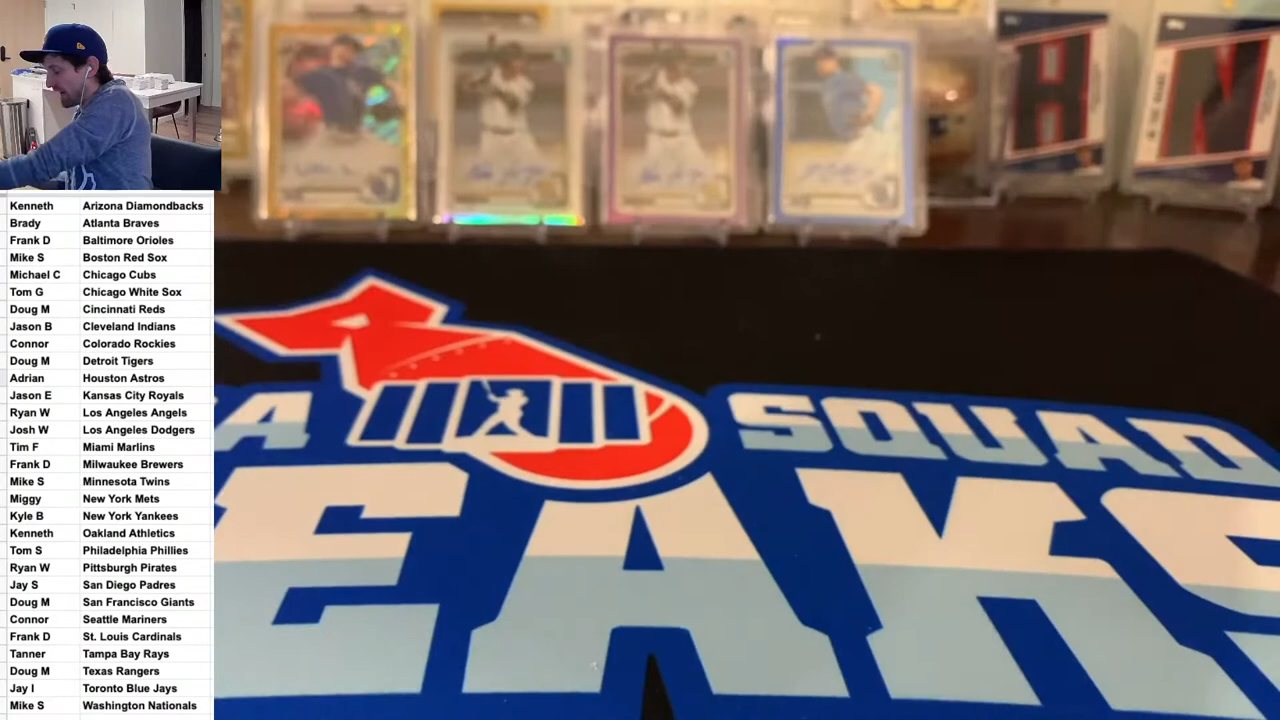 Kenneth Arizona Diamondbacks
Brady Atlanta Braves
Frank D Baltimore Orioles
Mike S Boston Red Sox
Michael C Chicago Cubs
Tom G Chicago White Sox
Doug M Cincinnati Reds
Jason B Cleveland Indians
Connor Colorado Rockies
Doug M Detroit Tigers
Adrian Houston Astros
Jason E Kansas City Royals
Ryan W Los Angeles Angels
Josh W Los Angeles Dodgers
Tim F Miami Marlins
Frank D Milwaukee Brewers
Mike S Minnesota Twins
Miggy New York Mets
Kyle B New York Yankees
Kenneth Oakland Athletics
Tom S Philadelphia Phillies
Ryan W Pittsburgh Pirates
Jay S San Diego Padres
Doug M San Francisco Giants
Connor Seattle Mariners
Frank D St. Louis Cardinals
Tanner Tampa Bay Rays
Doug M Texas Rangers
Jay I Toronto Blue Jays
Mike S Washington Nationals
A SQUAD
EAKS